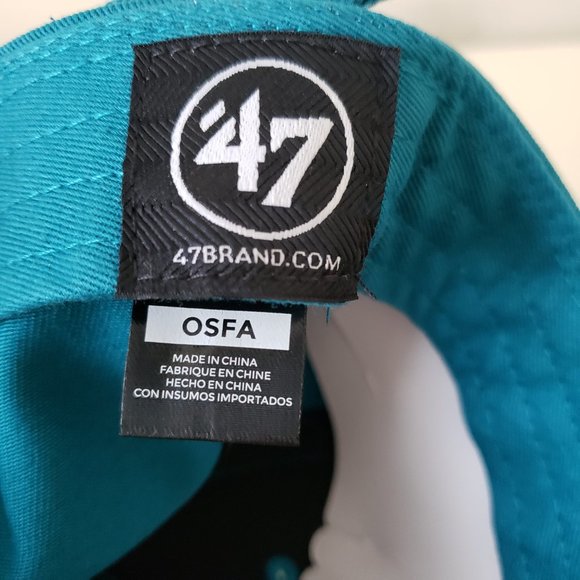 '47
47BRAND.COM
OSFA
MADE IN CHINA
FABRIQUE EN CHINE
HECHO EN CHINA
CON INSUMOS IMPORTADOS